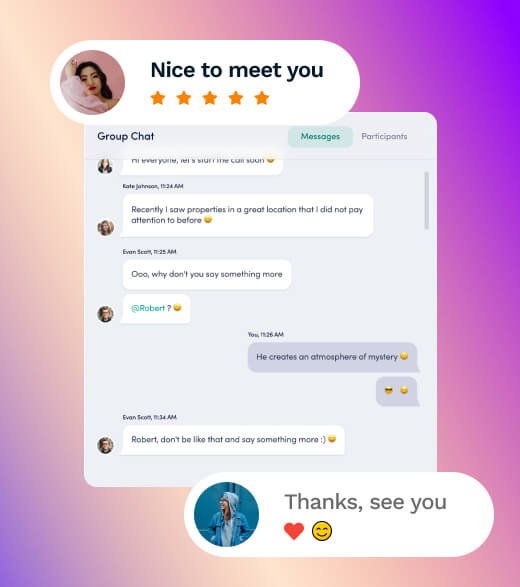 Nice to meet you
Group Chat
Messages
Participants
Hi everyone, let's start the call soon 😄
Kate Johnson, 11:24 AM
Recently I saw properties in a great location that I did not pay
attention to before 😄
Evan Scott, 11:25 AM
Ooo, why don't you say something more
@Robert ? 😄
You, 11:26 AM
He creates an atmosphere of mystery 😄
😎 😄
Evan Scott, 11:34 AM
Robert, don't be like that and say something more :) 😄
Thanks, see you
❤️ 😊